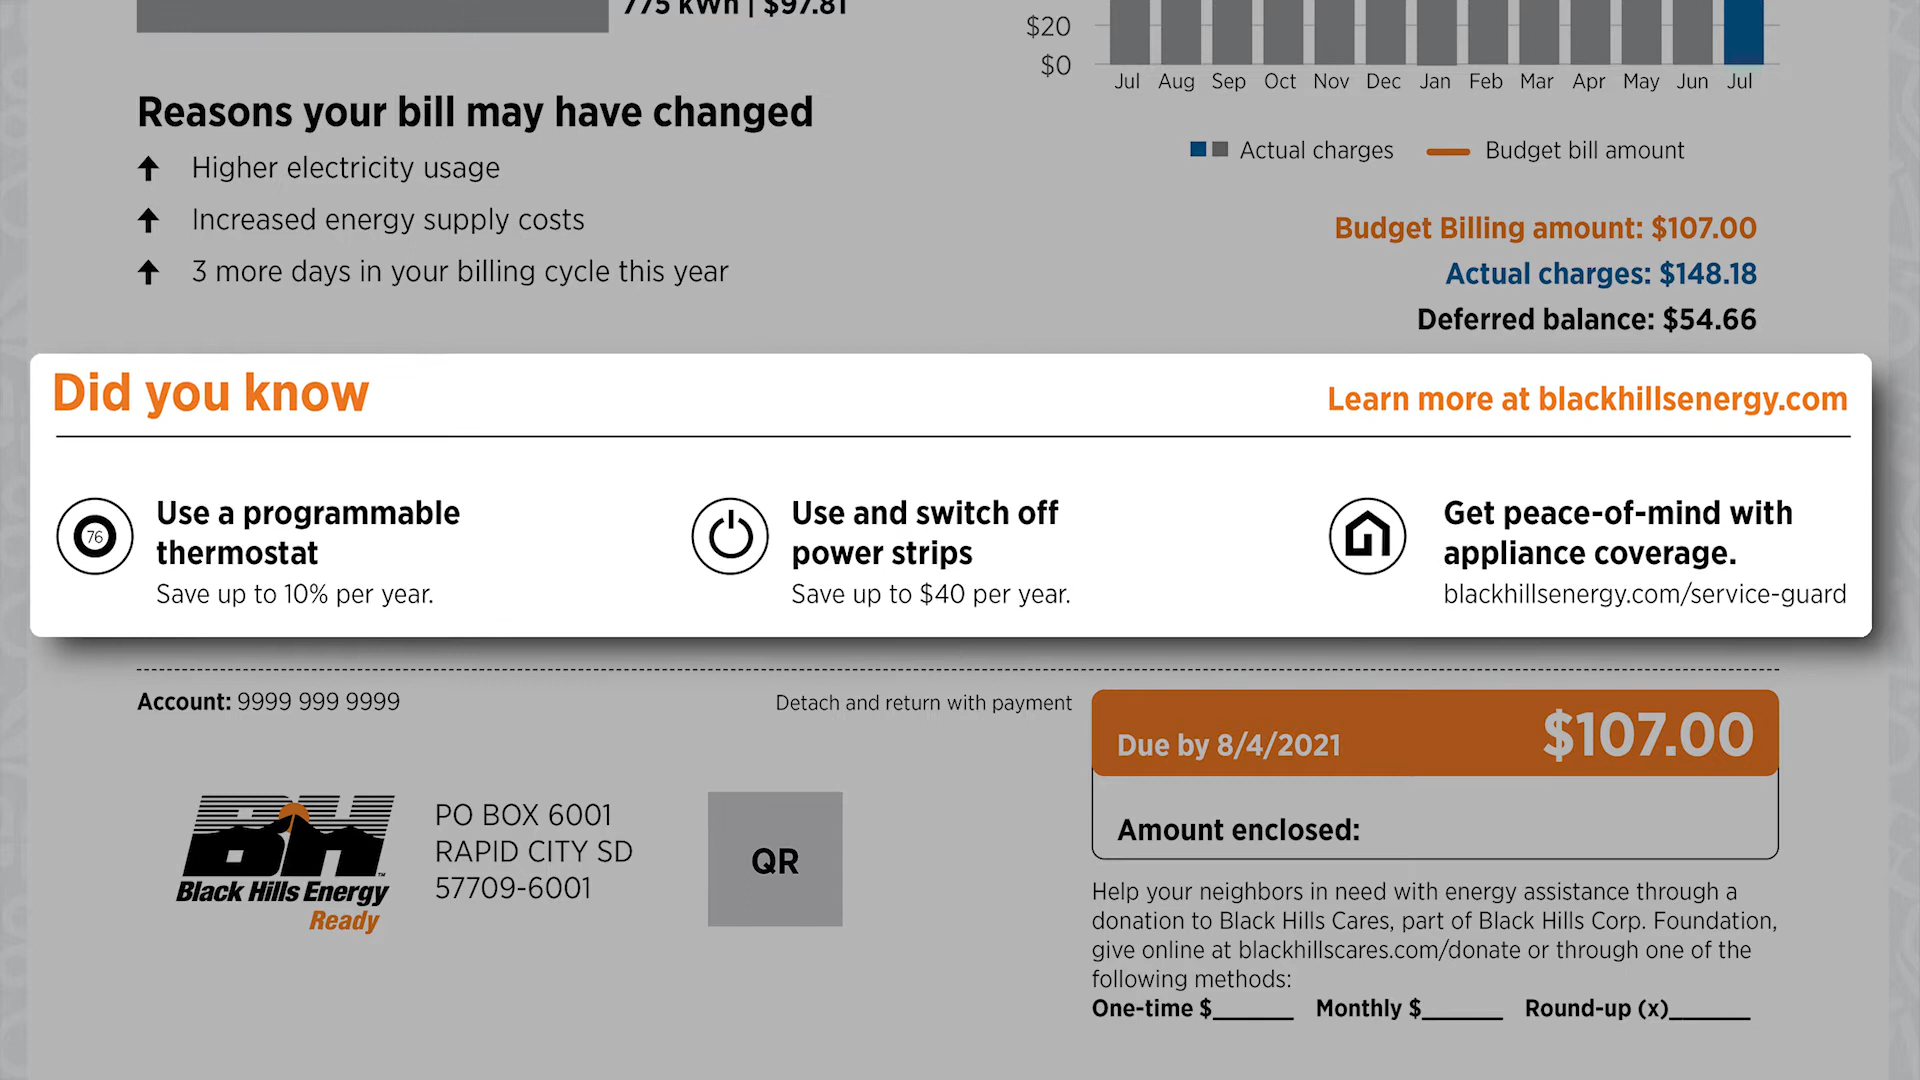 775 kWh | $97.81
$20
$0
Jul Aug Sep Oct Nov Dec Jan Feb Mar Apr May Jun Jul
Actual charges Budget bill amount
Reasons your bill may have changed
Higher electricity usage
Increased energy supply costs
3 more days in your billing cycle this year
Budget Billing amount: $107.00
Actual charges: $148.18
Deferred balance: $54.66
Did you know
Learn more at blackhillsenergy.com
76
Use a programmable
thermostat
Save up to 10% per year.
Use and switch off
power strips
Save up to $40 per year.
Get peace-of-mind with
appliance coverage.
blackhillsenergy.com/service-guard
Account: 9999 999 9999
Detach and return with payment
Due by 8/4/2021 $107.00
Amount enclosed:
BH
Black Hills Energy
Ready
PO BOX 6001
RAPID CITY SD
57709-6001
QR
Help your neighbors in need with energy assistance through a
donation to Black Hills Cares, part of Black Hills Corp. Foundation,
give online at blackhillscares.com/donate or through one of the
following methods:
One-time $______ Monthly $______ Round-up (x)______